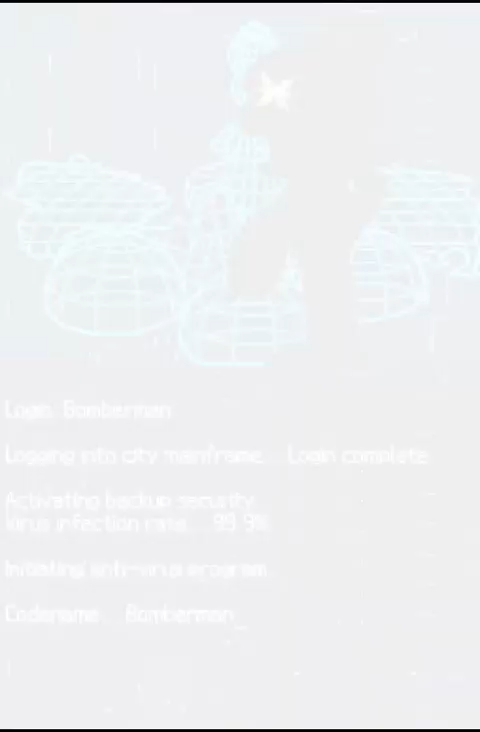 Login: Bomberman
Logging into city mainframe... Login complete.
Activating backup security.
Virus infection rate... 99.9%
Initiating anti-virus program.
Codename... Bomberman_